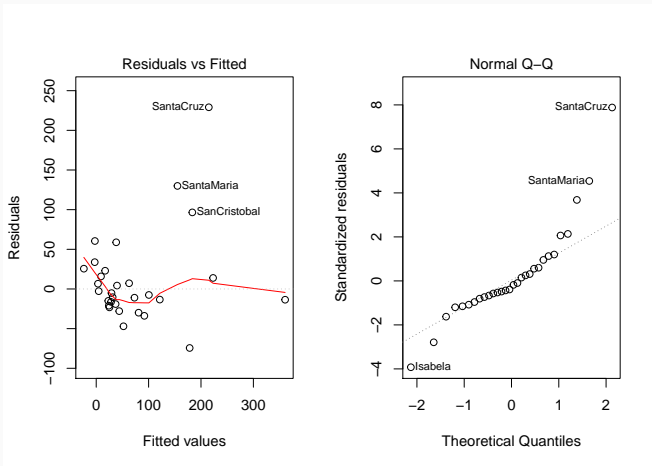 Residuals vs Fitted
Residuals
250
150
100
50
0
−100
SantaCruz
SantaMaria
SanCristobal
0
100
200
300
Fitted values
Normal Q−Q
Standardized residuals
8
6
4
2
0
−2
−4
SantaCruz
SantaMaria
Isabela
−2
−1
0
1
2
Theoretical Quantiles